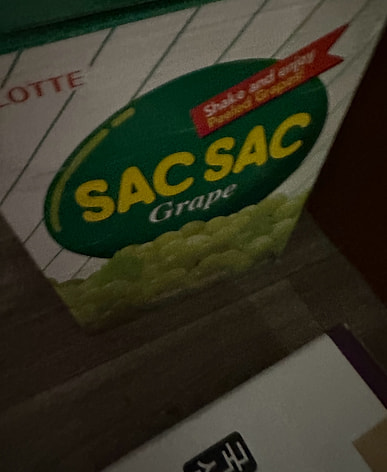 LOTTE
Shake and enjoy
Peeled Grapes!
SAC SAC
Grape